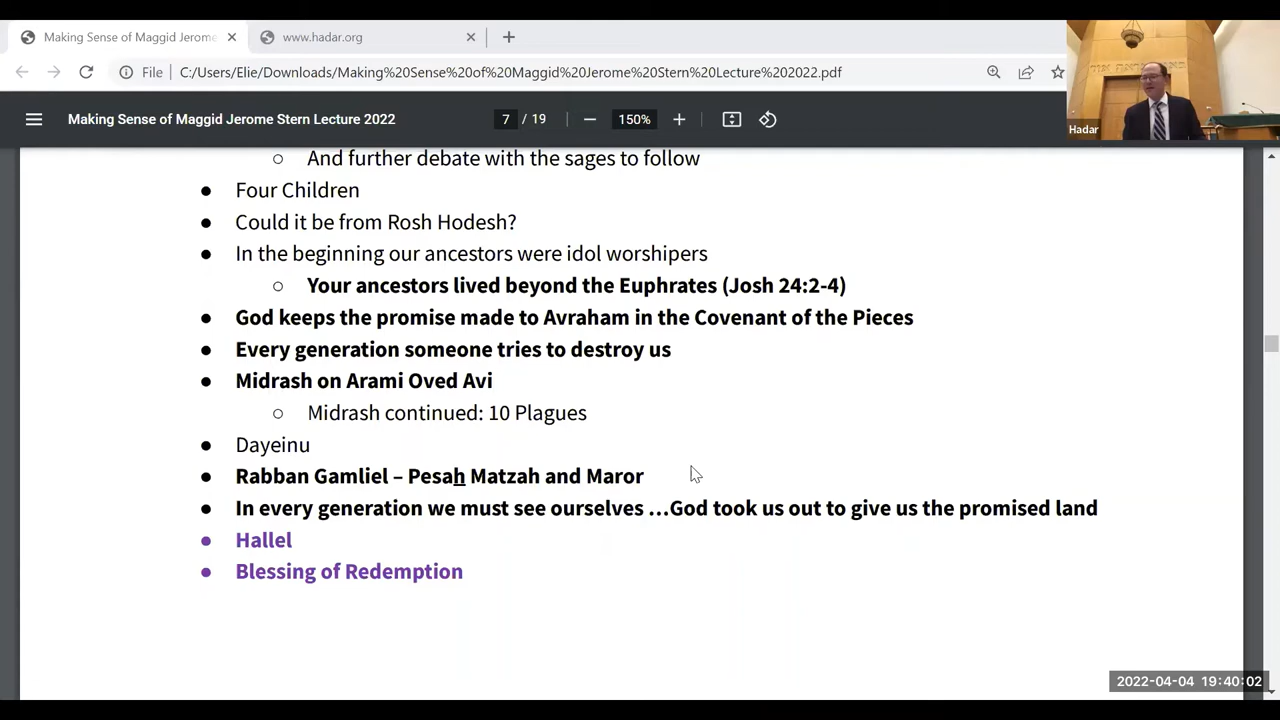 Making Sense of Maggid Jerome
www.hadar.org
File
C:/Users/Elie/Downloads/Making%20Sense%20Of%20Maggid%20Jerome%20Stern%20Lecture%202022.pdf
Making Sense of Maggid Jerome Stern Lecture 2022
7 / 19
150%
Hadar
○ And further debate with the sages to follow
● Four Children
● Could it be from Rosh Hodesh?
● In the beginning our ancestors were idol worshipers
○ Your ancestors lived beyond the Euphrates (Josh 24:2-4)
● God keeps the promise made to Avraham in the Covenant of the Pieces
● Every generation someone tries to destroy us
● Midrash on Arami Oved Avi
○ Midrash continued: 10 Plagues
● Dayeinu
● Rabban Gamliel – Pesah Matzah and Maror
● In every generation we must see ourselves ...God took us out to give us the promised land
● Hallel
● Blessing of Redemption
2022-04-04 19:40:02